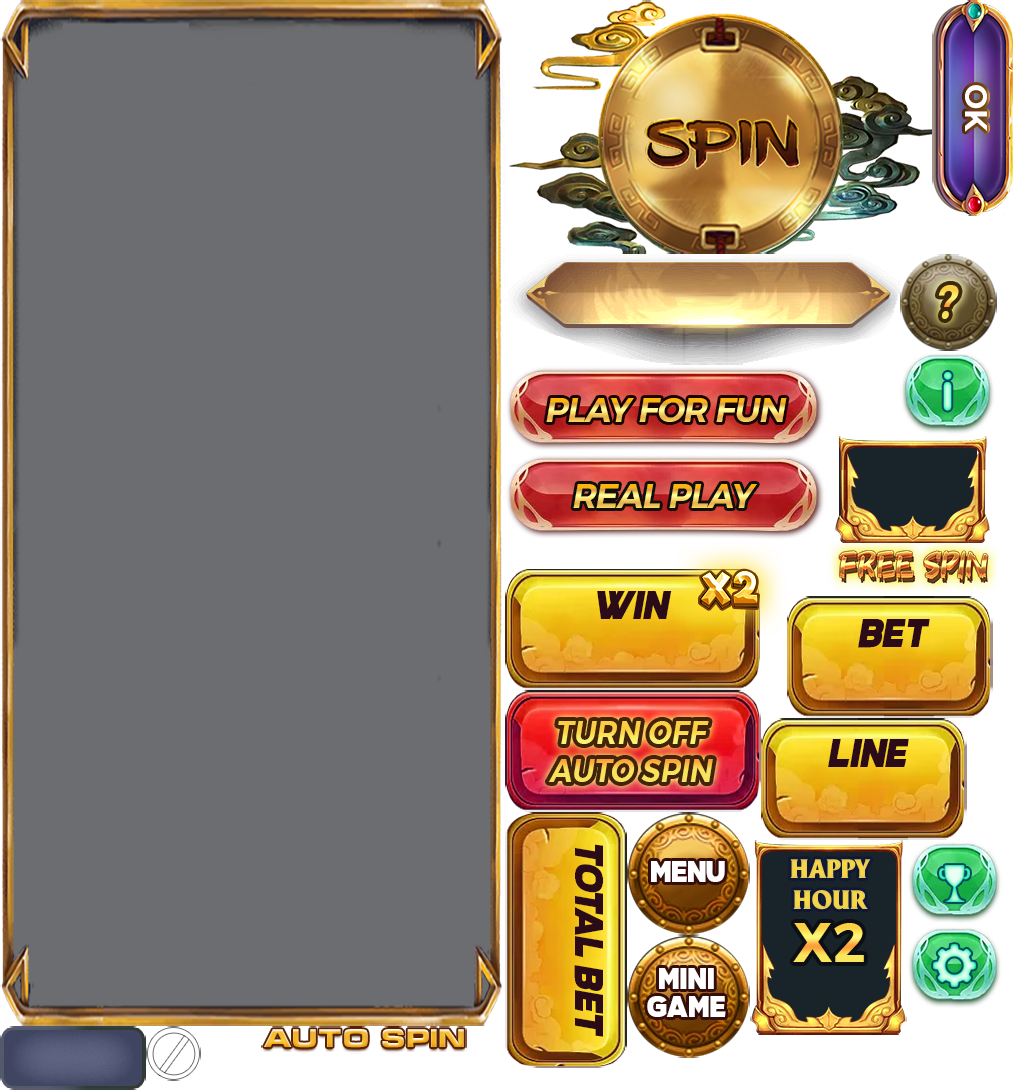 SPIN
OK
?
i
PLAY FOR FUN
REAL PLAY
FREE SPIN
WIN
X2
BET
TURN OFF
AUTO SPIN
LINE
TOTAL BET
MENU
HAPPY
HOUR
X2
MINI
GAME
AUTO SPIN